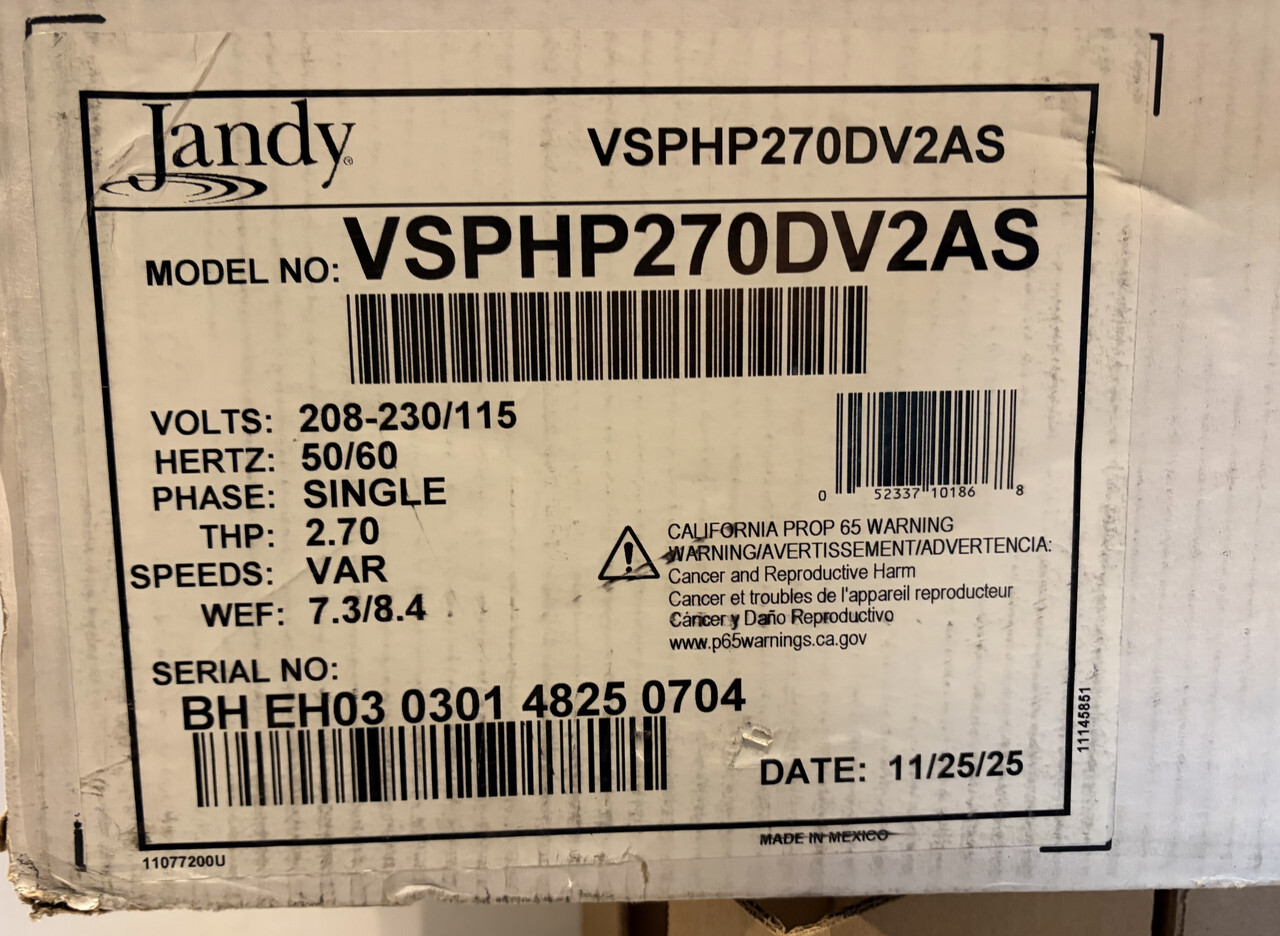 Jandy®
VSPHP270DV2AS
MODEL NO: VSPHP270DV2AS
VOLTS: 208-230/115
HERTZ: 50/60
PHASE: SINGLE
THP: 2.70
SPEEDS: VAR
WEF: 7.3/8.4
0 52337 10186 8
CALIFORNIA PROP 65 WARNING
WARNING/AVERTISSEMENT/ADVERTENCIA:
Cancer and Reproductive Harm
Cancer et troubles de l'appareil reproducteur
Cáncer y Daño Reproductivo
www.p65warnings.ca.gov
SERIAL NO:
BH EH03 0301 4825 0704
DATE: 11/25/25
11145851
MADE IN MEXICO
11077200U